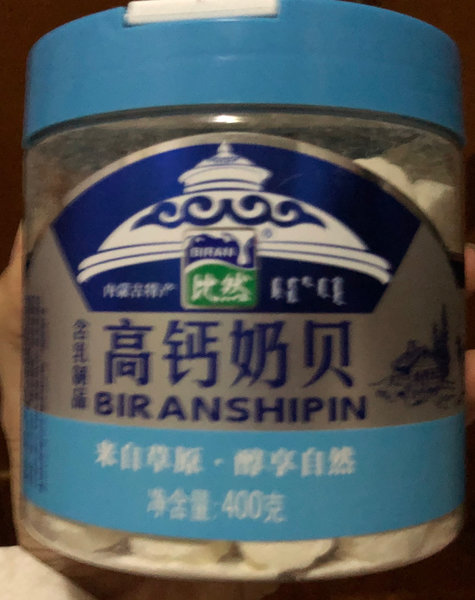 BIRAN
®
比然
内蒙古特产
含乳制品
高钙奶贝
BIRANSHIPIN
来自草原·醇享自然
净含量:400克